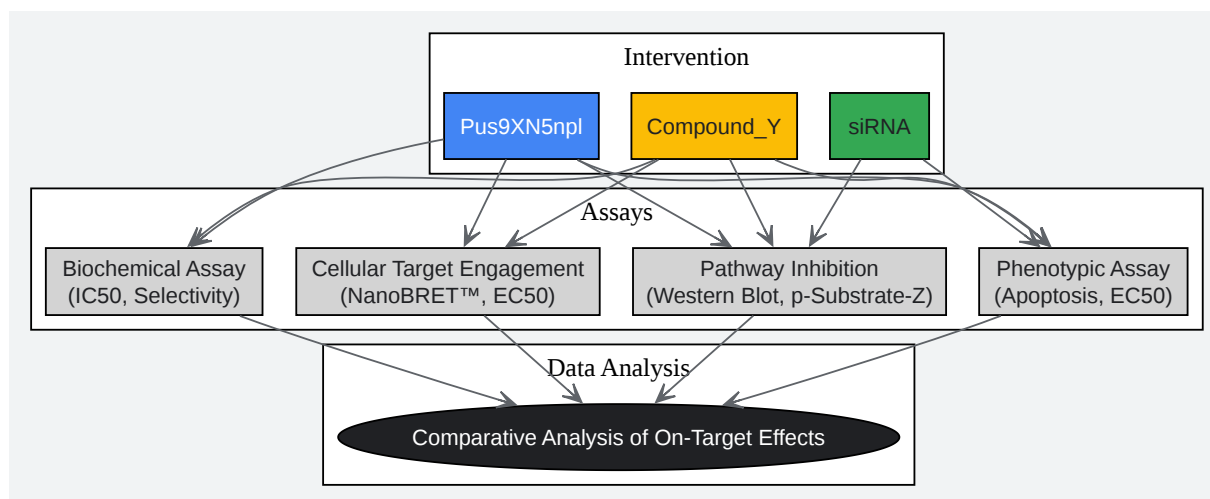 Intervention
Pus9XN5npl
Compound_Y
siRNA
Assays
Biochemical Assay
(IC50, Selectivity)
Cellular Target Engagement
(NanoBRET™, EC50)
Pathway Inhibition
(Western Blot, p-Substrate-Z)
Phenotypic Assay
(Apoptosis, EC50)
Data Analysis
Comparative Analysis of On-Target Effects